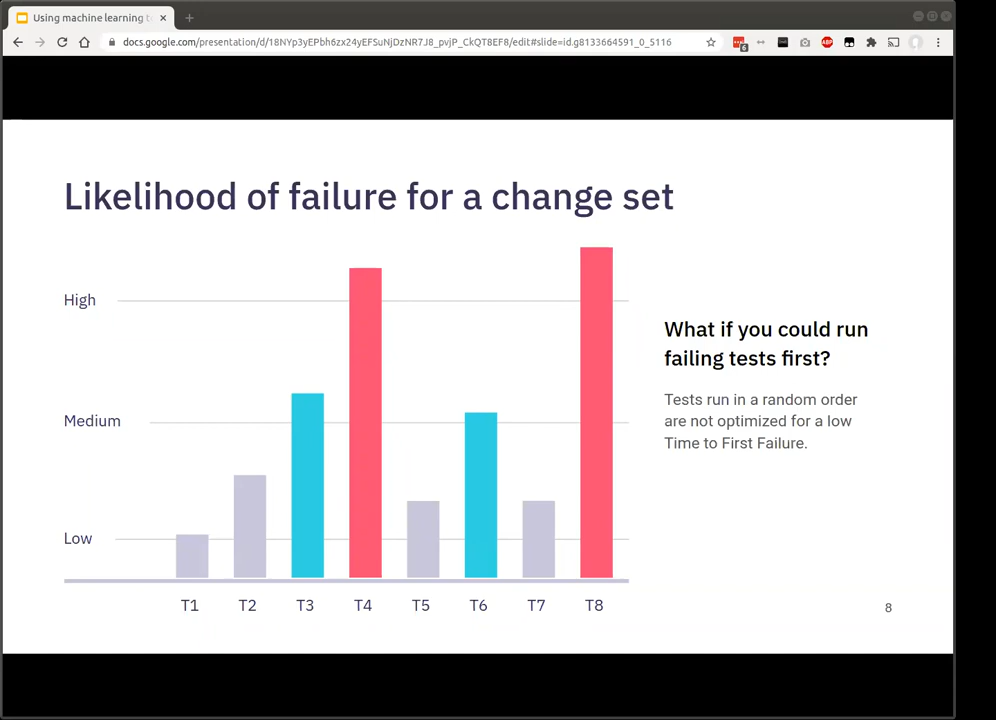 Using machine learning t
docs.google.com/presentation/d/18NYp3yEPbh6zx24yEFSuNjDzNR7J8_pvjP_CkQT8EF8/edit#slide=id.g8133664591_0_5116
6
ABP
Likelihood of failure for a change set
High
Medium
Low
T1 T2 T3 T4 T5 T6 T7 T8
What if you could run
failing tests first?
Tests run in a random order
are not optimized for a low
Time to First Failure.
8